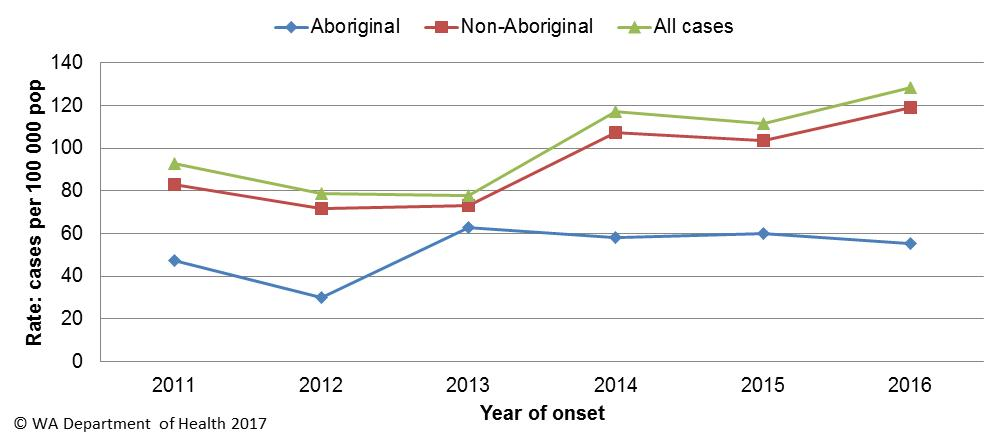 Aboriginal Non-Aboriginal All cases
Rate: cases per 100 000 pop
140
120
100
80
60
40
20
0
2011 2012 2013 2014 2015 2016
Year of onset
© WA Department of Health 2017